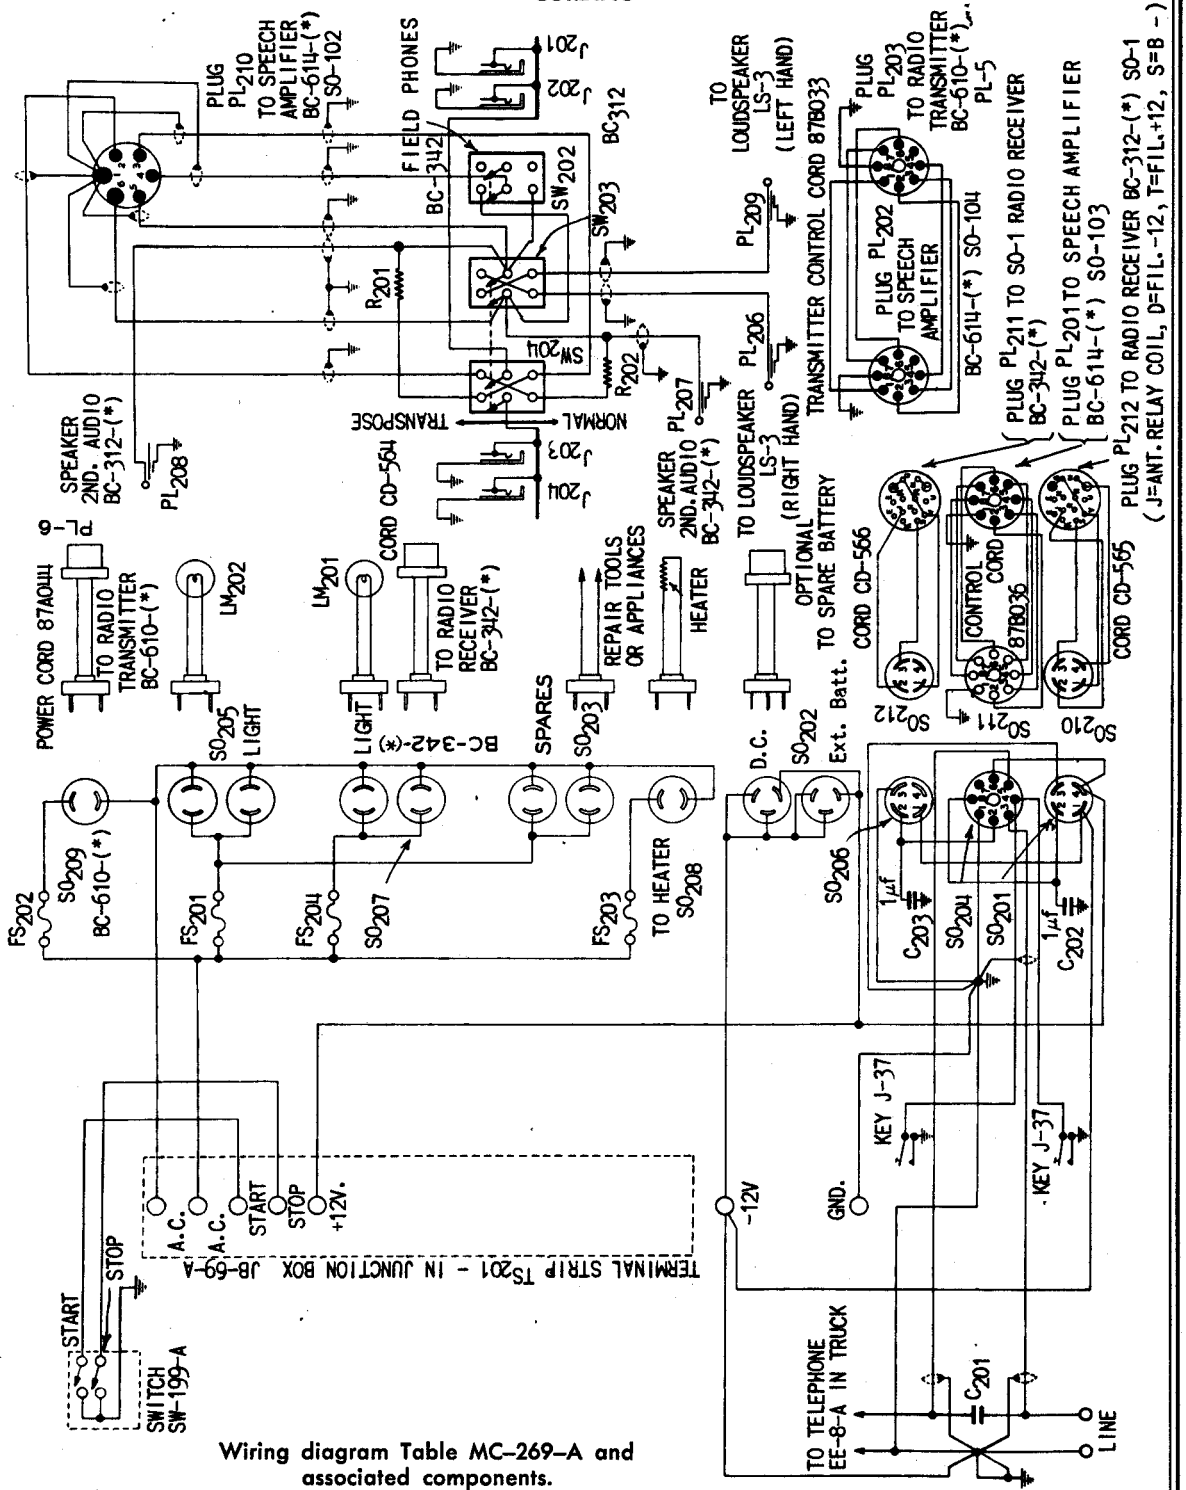 PLUG
PL210
TO SPEECH
AMPLIFIER
BC-614-(*)
SO-102
1
2
3
4
5
6
FIELD PHONES
BC-342
J201
J202
BC312
SW202
SW203
SW204
R201
R202
TRANSPOSE
NORMAL
J203
J204
SPEAKER
2ND. AUDIO
BC-312-(*)
PL208
PL207
SPEAKER
2ND. AUDIO
BC-342-(*)
PL206
TO LOUDSPEAKER
LS-3
(RIGHT HAND)
PL209
TO
LOUDSPEAKER
LS-3
(LEFT HAND)
TRANSMITTER CONTROL CORD 87B033
PLUG
PL203
TO RADIO
TRANSMITTER
BC-610-(*)
PL-5
PLUG PL202
TO SPEECH
AMPLIFIER
BC-614-(*) SO-104
PLUG PL211 TO SO-1 RADIO RECEIVER
BC-342-(*)
PLUG PL201 TO SPEECH AMPLIFIER
BC-614-(*) SO-103
PLUG PL212 TO RADIO RECEIVER BC-312-(*) SO-1
(J=ANT. RELAY COIL, D=FIL.-12, T=FIL.+12, S=B -)
POWER CORD 87A044
PL-6
TO RADIO
TRANSMITTER
BC-610-(*)
LM202
LM201
CORD CD-564
TO RADIO
RECEIVER
BC-342-(*)
REPAIR TOOLS
OR APPLIANCES
HEATER
OPTIONAL
TO SPARE BATTERY
CORD CD-566
CONTROL
CORD
87B036
CORD CD-565
SO212
SO211
SO210
FS202
SO209
BC-610-(*)
SO205
LIGHT
FS201
LIGHT
BC-342-(*)
FS204
SO207
SPARES
SO203
FS203
TO HEATER
SO208
D.C.
SO202
Ext. Batt.
SO206
1µf
C203
SO204
SO201
1µf
C202
KEY J-37
KEY J-37
A.C.
A.C.
START
STOP
+12V.
-12V
GND.
TERMINAL STRIP TS201 - IN JUNCTION BOX JB-69-A
START
STOP
SWITCH
SW-199-A
TO TELEPHONE
EE-8-A IN TRUCK
C201
LINE
Wiring diagram Table MC-269-A and
associated components.